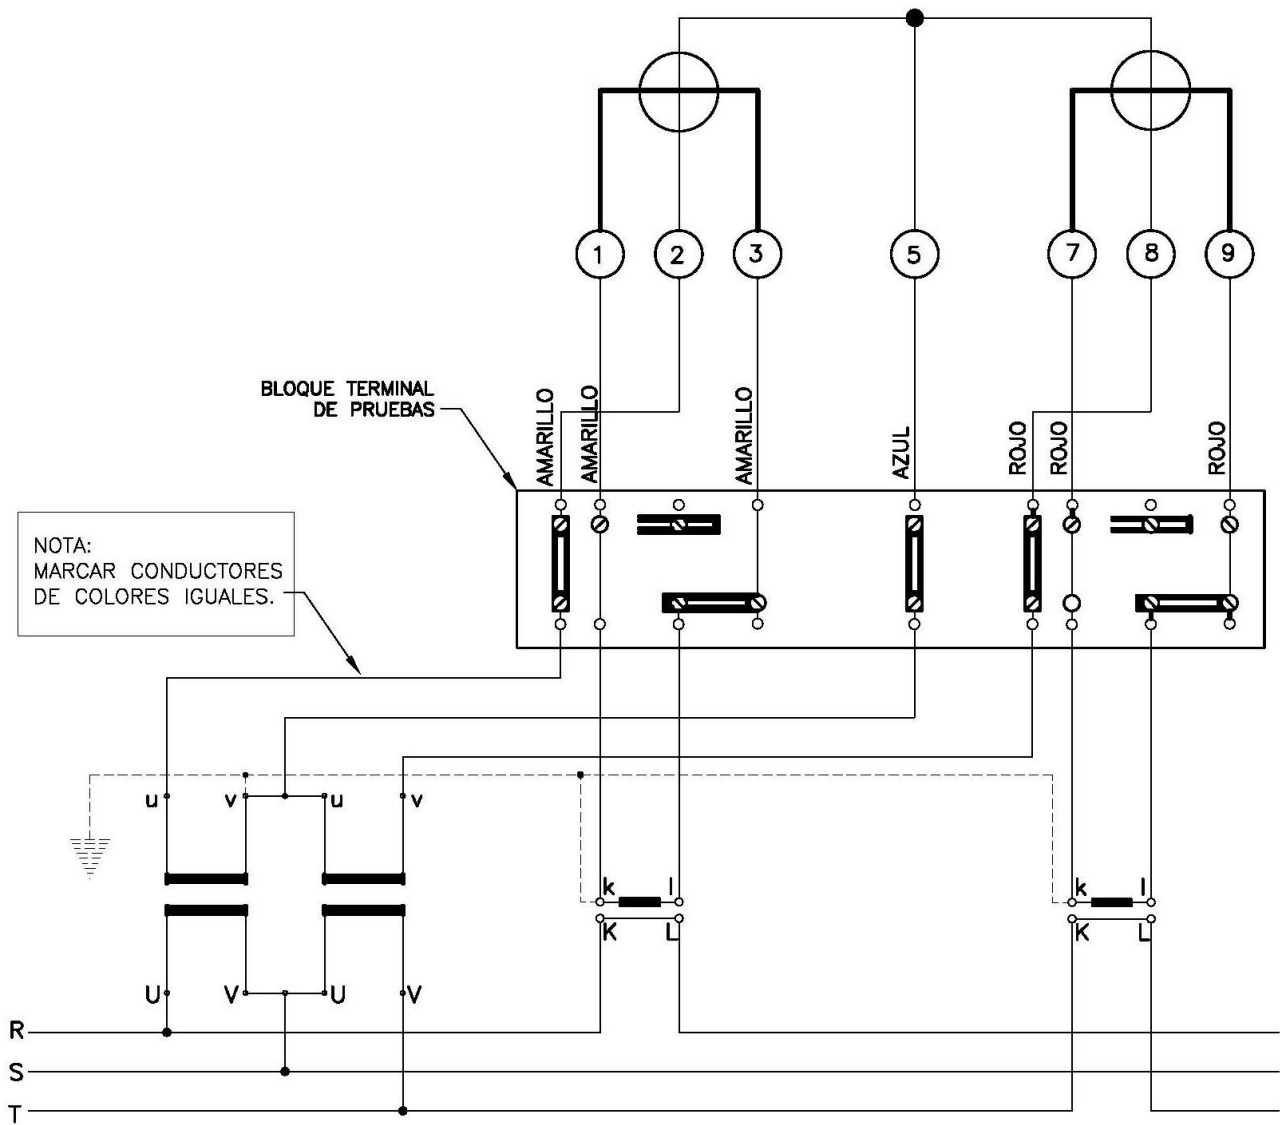 1 2 3 5 7 8 9
BLOQUE TERMINAL
DE PRUEBAS
AMARILLO
AMARILLO
AMARILLO
AZUL
ROJO
ROJO
ROJO
NOTA:
MARCAR CONDUCTORES
DE COLORES IGUALES.
u v u v
k l k l
K L K L
U V U V
R
S
T